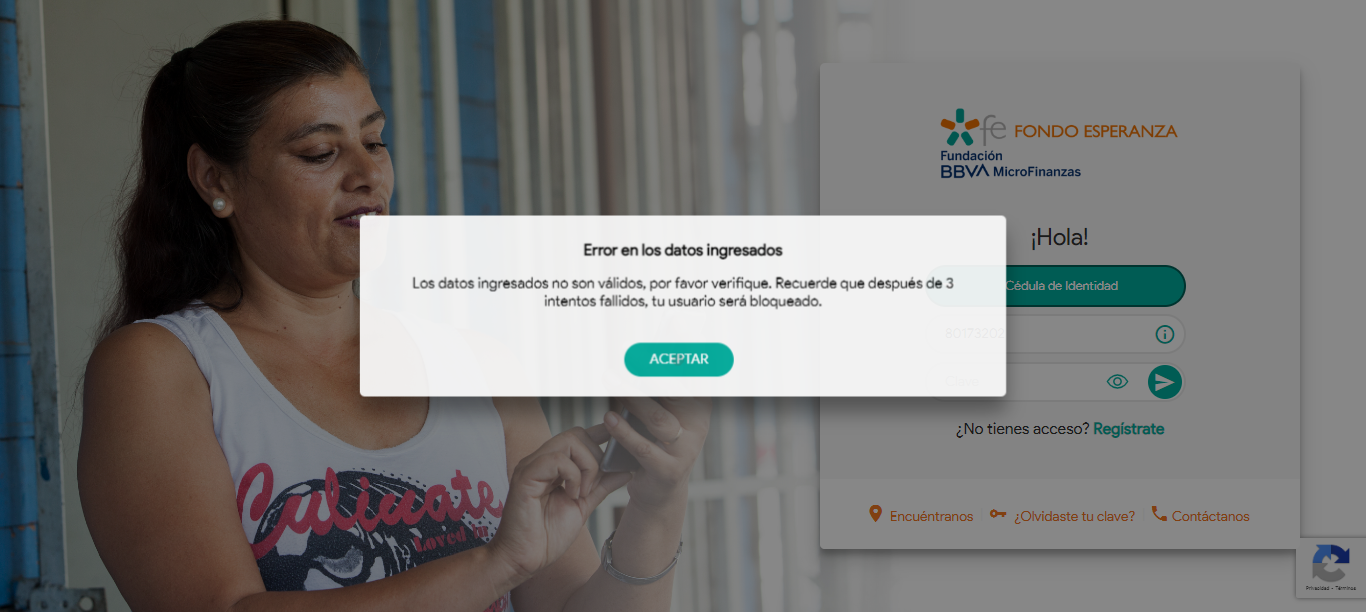 fe FONDO ESPERANZA
Fundación
BBVA MicroFinanzas
¡Hola!
Error en los datos ingresados
Los datos ingresados no son válidos, por favor verifique. Recuerde que después de 3
intentos fallidos, tu usuario será bloqueado.
ACEPTAR
Cédula de Identidad
¿No tienes acceso? Regístrate
Encuéntranos
¿Olvidaste tu clave?
Contáctanos
Culivate
Loved
Privacidad - Términos